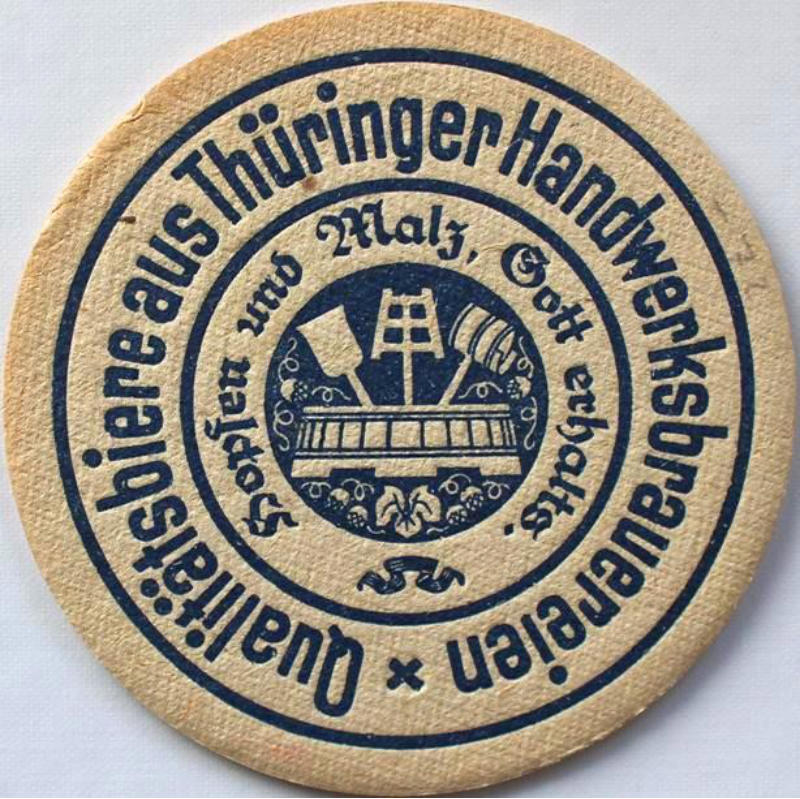 Qualitätsbiere aus Thüringer Handwerksbrauereien ×
Hopfen und Malz, Gott erhalts.